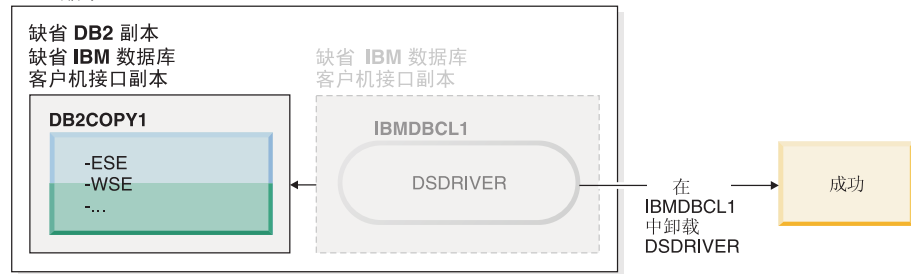 缺省 DB2 副本
缺省 IBM 数据库
客户机接口副本
DB2COPY1
-ESE
-WSE
-...
缺省 IBM 数据库
客户机接口副本
IBMDBCL1
DSDRIVER
在
IBMDBCL1
中卸载
DSDRIVER
成功